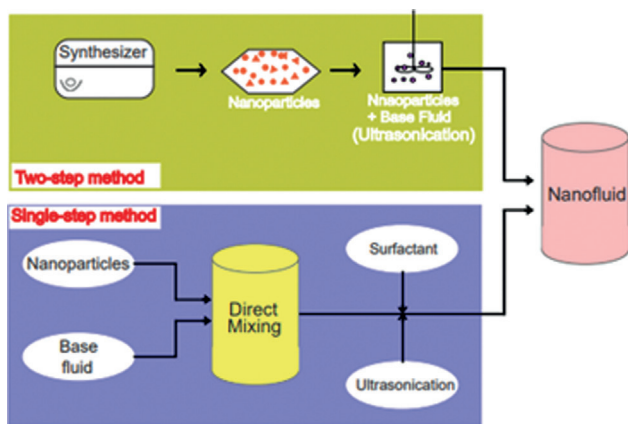 Synthesizer
Nanoparticles
Nnaoparticles
+ Base Fluid
(Ultrasonication)
Two-step method
Nanofluid
Single-step method
Nanoparticles
Surfactant
Direct
Mixing
Base
fluid
Ultrasonication